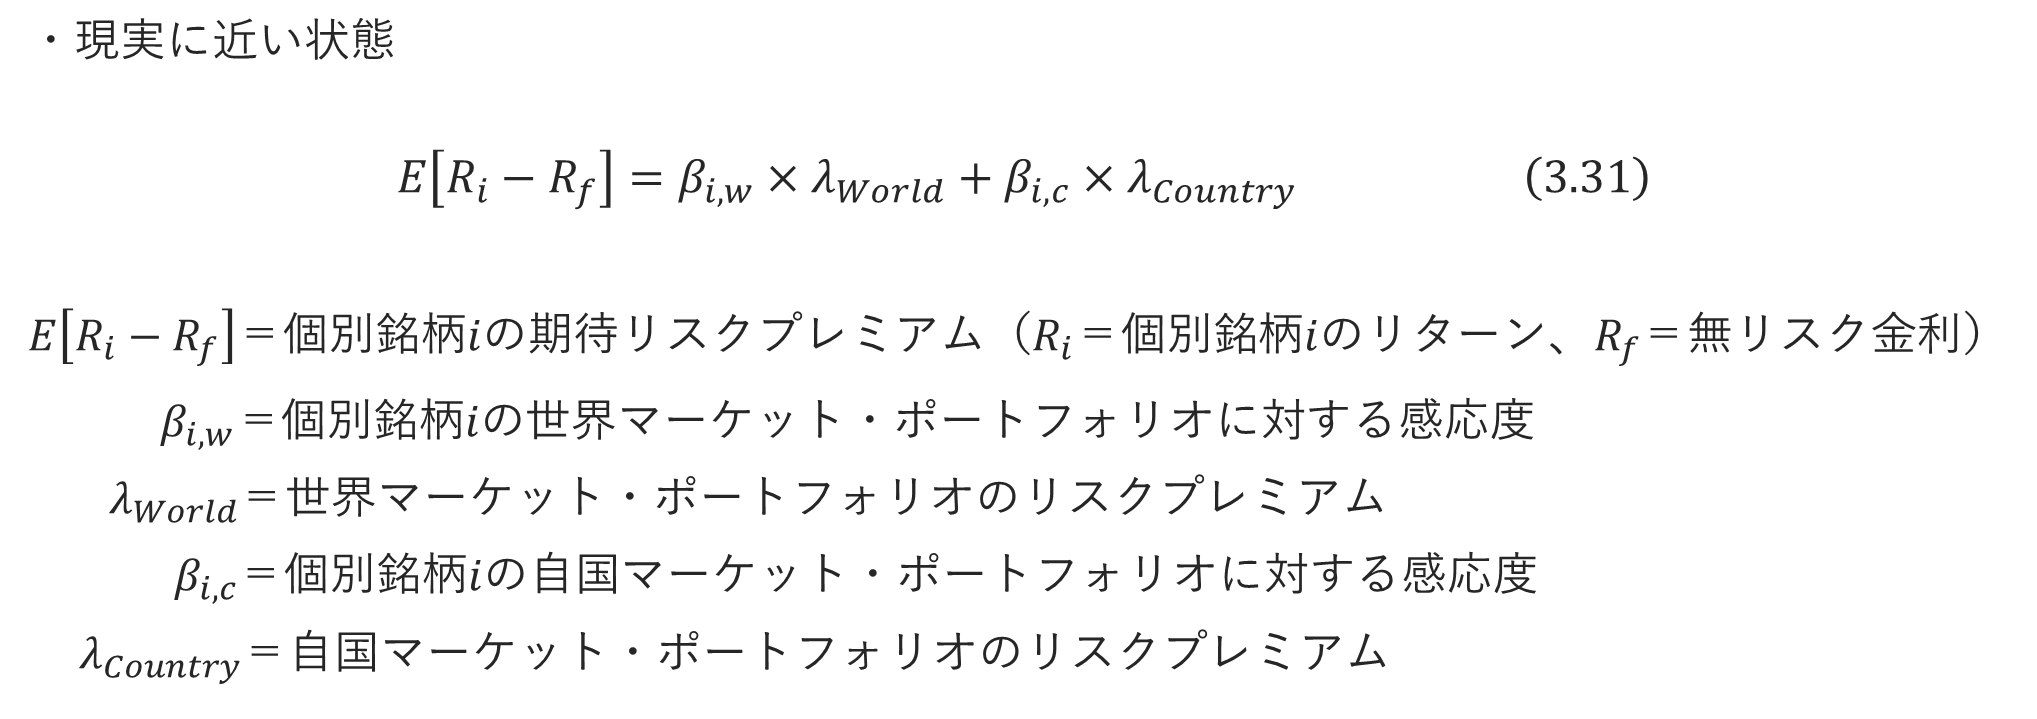 ・現実に近い状態
E[R_i − R_f] = β_{i,w} × λ_{World} + β_{i,c} × λ_{Country} (3.31)
E[R_i − R_f]＝個別銘柄iの期待リスクプレミアム（R_i＝個別銘柄iのリターン、R_f＝無リスク金利）
β_{i,w}＝個別銘柄iの世界マーケット・ポートフォリオに対する感応度
λ_{World}＝世界マーケット・ポートフォリオのリスクプレミアム
β_{i,c}＝個別銘柄iの自国マーケット・ポートフォリオに対する感応度
λ_{Country}＝自国マーケット・ポートフォリオのリスクプレミアム